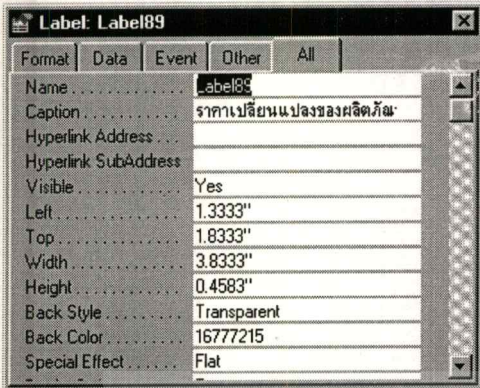 Label: Label89
Format Data Event Other All
Name Label89
Caption ราคาเปลี่ยนแปลงของผลิตภัณ
Hyperlink Address
Hyperlink SubAddress
Visible Yes
Left 1.3333"
Top 1.8333"
Width 3.8333"
Height 0.4583"
Back Style Transparent
Back Color 16777215
Special Effect Flat